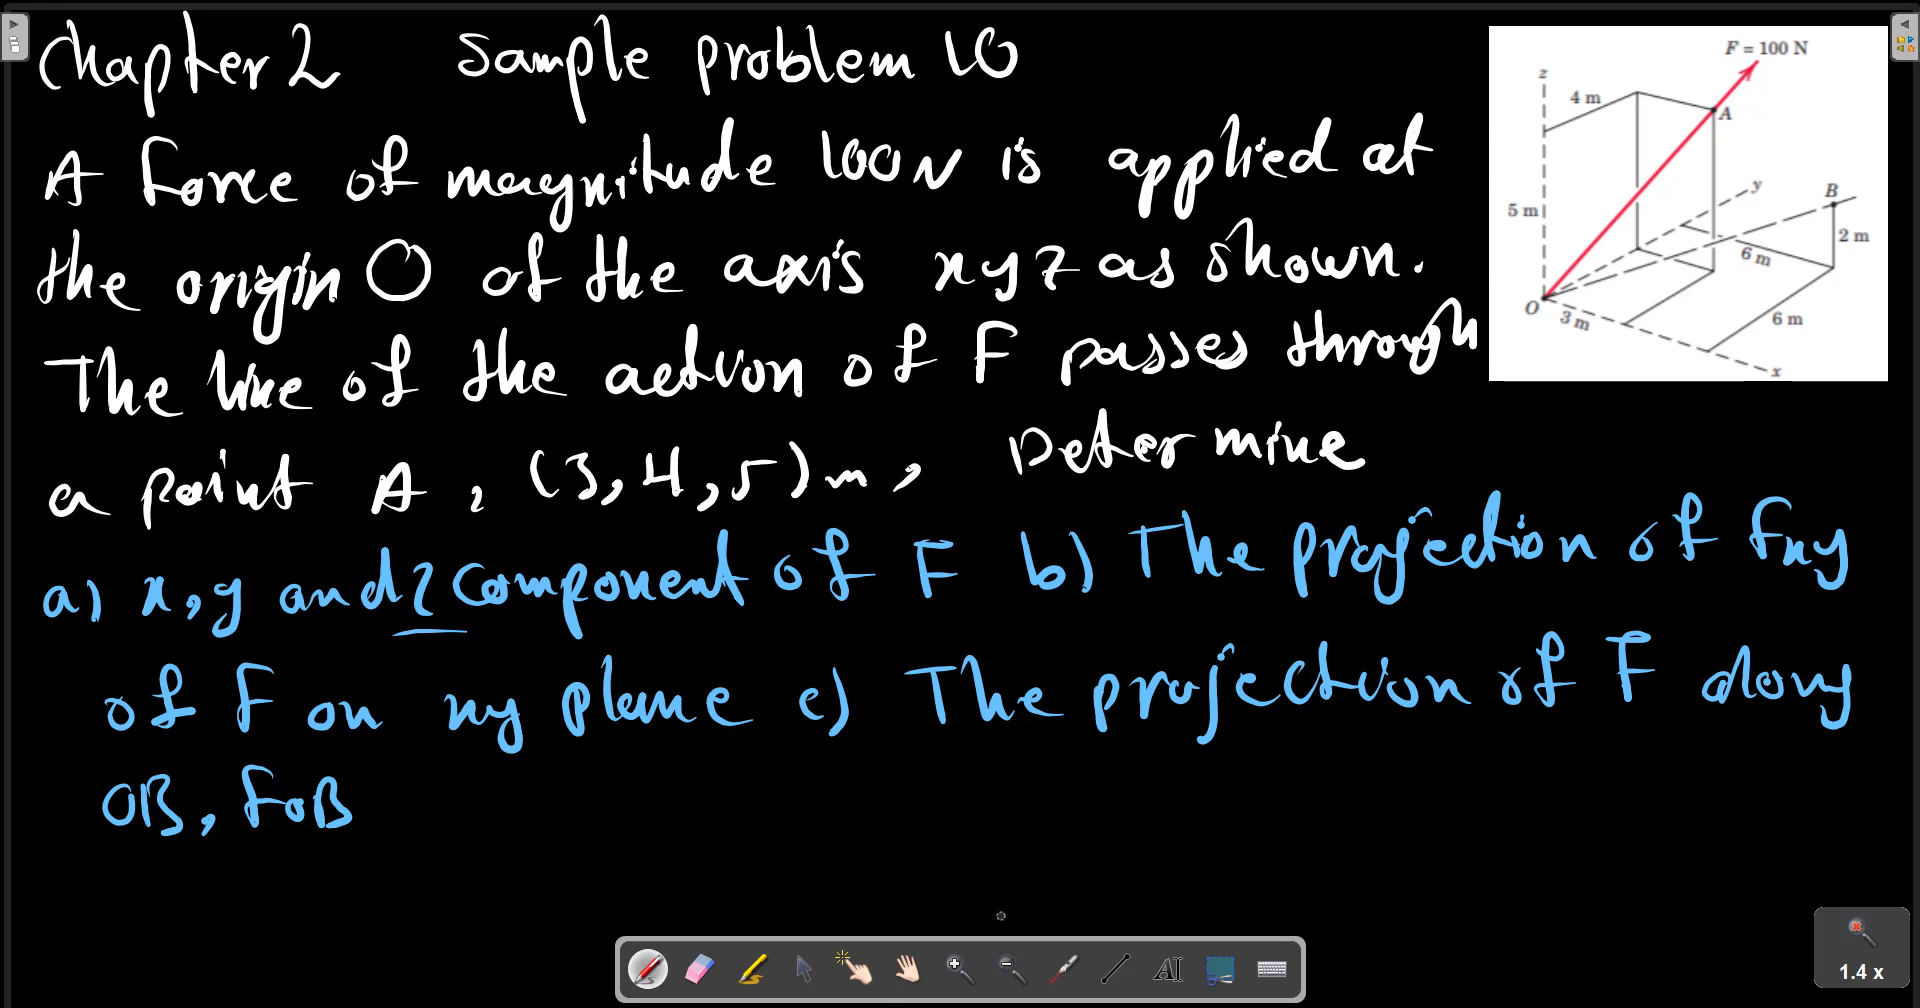 Chapter 2 Sample problem 10
A force of magnitude 100N is applied at
the origin O of the axis xyz as shown.
The line of the action of F passes through
a point A, (3,4,5)m, Determine
a) x,y and z component of F b) The projection of Fxy
of F on xy plane c) The projection of F along
OB, FOB
F = 100 N
z
4 m
A
y
B
5 m
2 m
6 m
O
3 m
6 m
x
AI
1.4 x